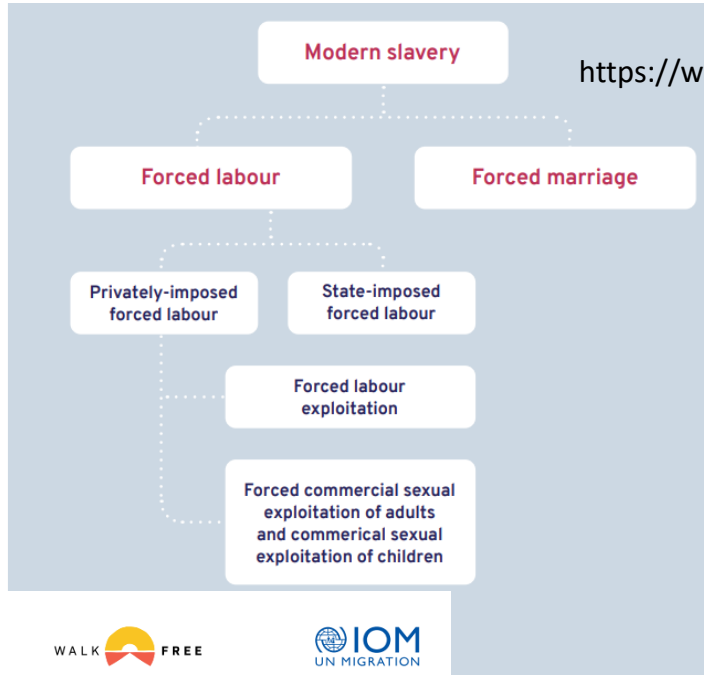 Modern slavery
https://w
Forced labour
Forced marriage
Privately-imposed
forced labour
State-imposed
forced labour
Forced labour
exploitation
Forced commercial sexual
exploitation of adults
and commerical sexual
exploitation of children
WALK FREE
IOM
UN MIGRATION